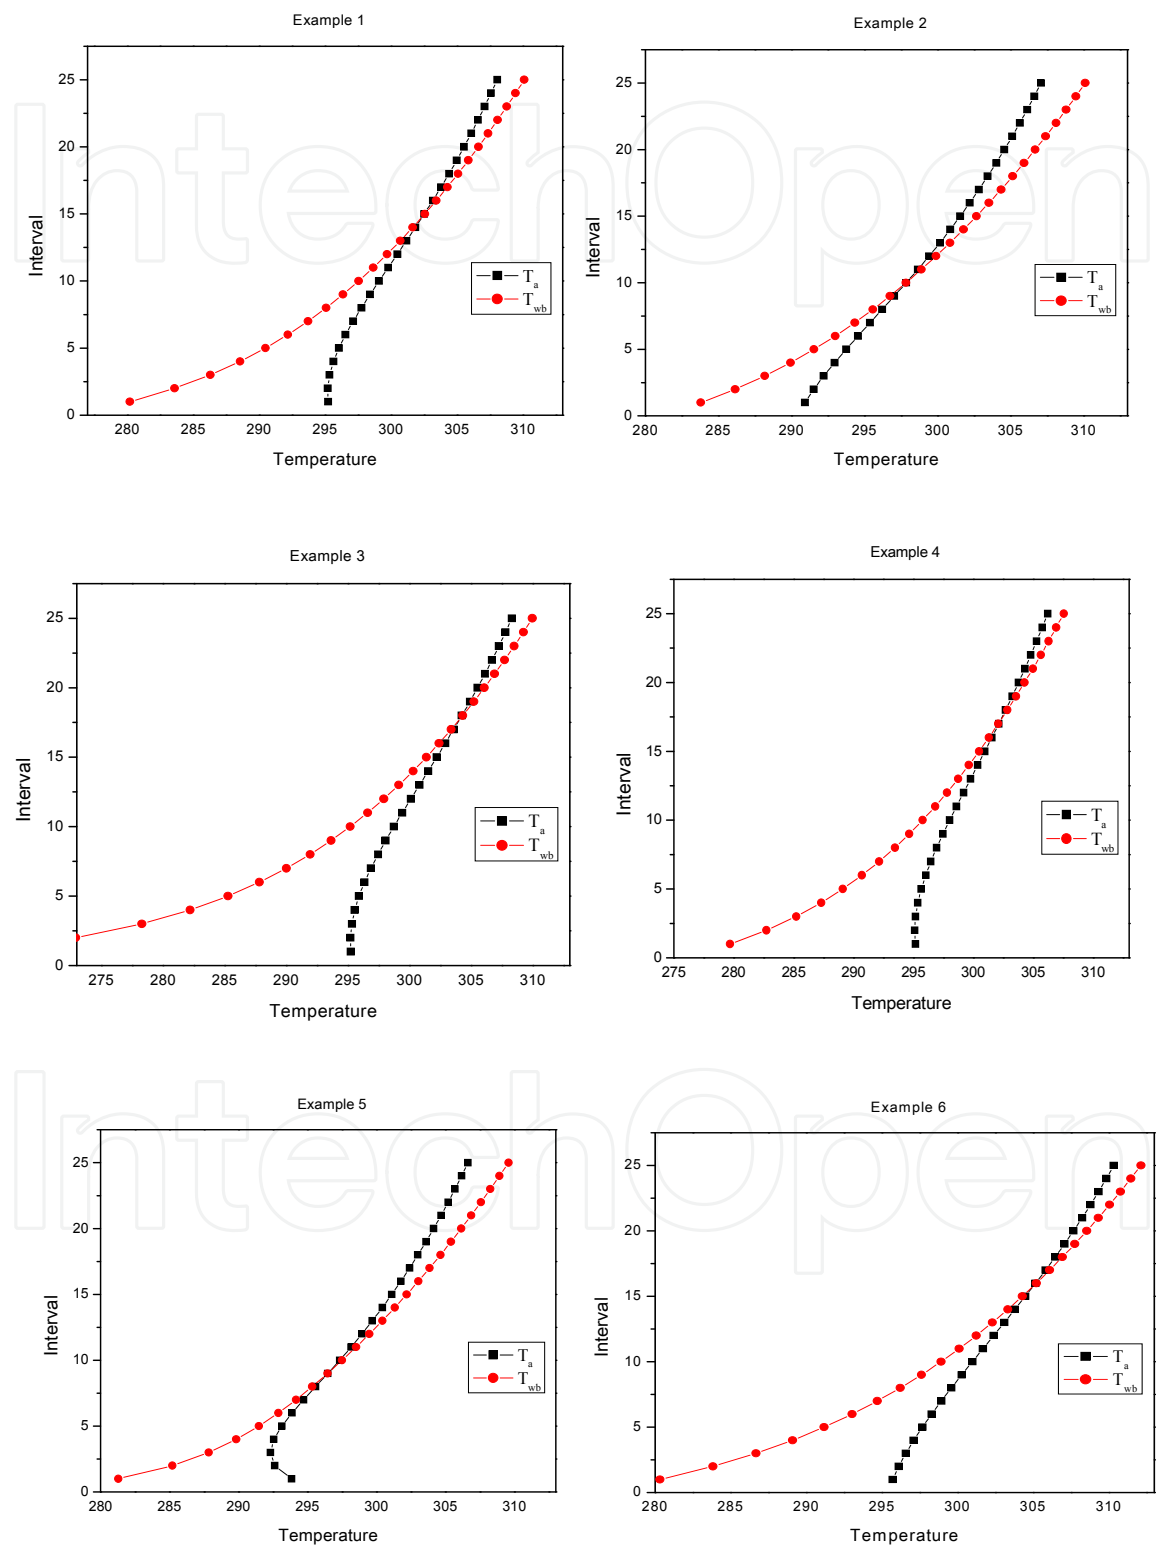 Example 1
25
20
15
10
5
0
Interval
280 285 290 295 300 305 310
Temperature
Ta
Twb
Example 2
25
20
15
10
5
0
Interval
280 285 290 295 300 305 310
Temperature
Ta
Twb
Example 3
25
20
15
10
5
0
Interval
275 280 285 290 295 300 305 310
Temperature
Ta
Twb
Example 4
25
20
15
10
5
0
Interval
275 280 285 290 295 300 305 310
Temperature
Ta
Twb
Example 5
25
20
15
10
5
0
Interval
280 285 290 295 300 305 310
Temperature
Ta
Twb
Example 6
25
20
15
10
5
0
Interval
280 285 290 295 300 305 310
Temperature
Ta
Twb
IntechOpen
IntechOpen